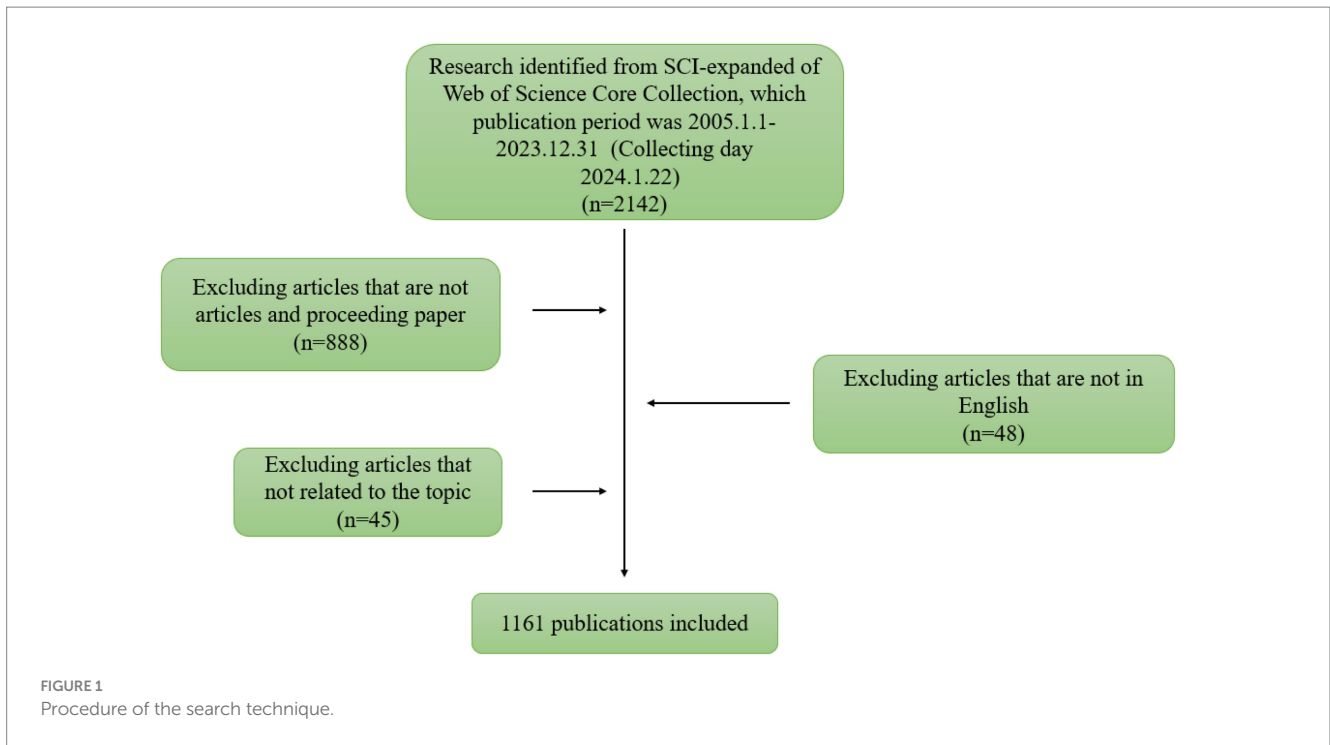 Research identified from SCI-expanded of
Web of Science Core Collection, which
publication period was 2005.1.1-
2023.12.31 (Collecting day
2024.1.22)
(n=2142)
Excluding articles that are not
articles and proceeding paper
(n=888)
Excluding articles that are not in
English
(n=48)
Excluding articles that
not related to the topic
(n=45)
1161 publications included
FIGURE 1
Procedure of the search technique.